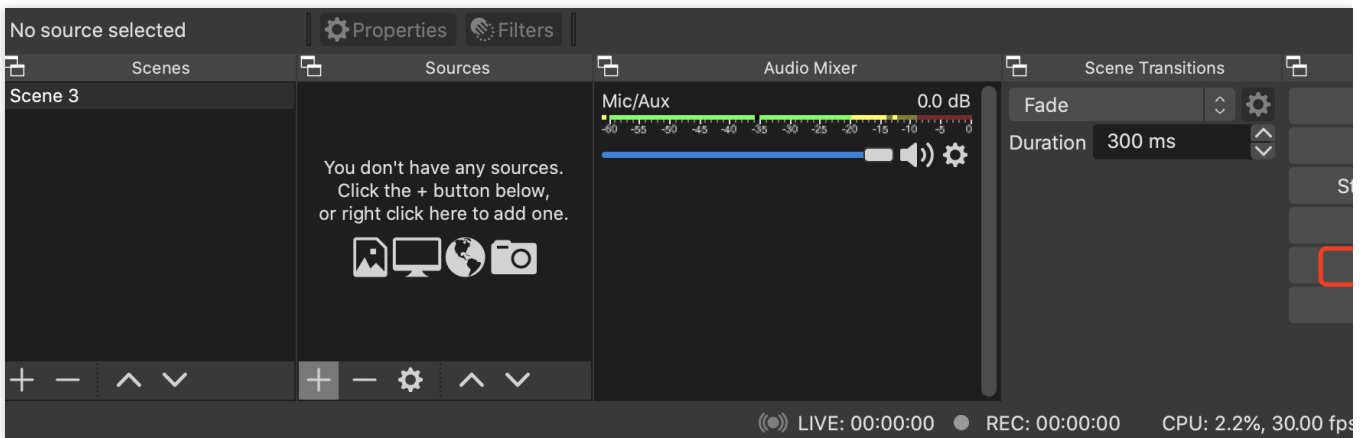 No source selected
Properties
Filters
Scenes
Sources
Audio Mixer
Scene Transitions
Scene 3
You don't have any sources.
Click the + button below,
or right click here to add one.
Mic/Aux
0.0 dB
-60 -55 -50 -45 -40 -35 -30 -25 -20 -15 -10 -5 0
Fade
Duration
300 ms
St
LIVE: 00:00:00
REC: 00:00:00
CPU: 2.2%, 30.00 fps